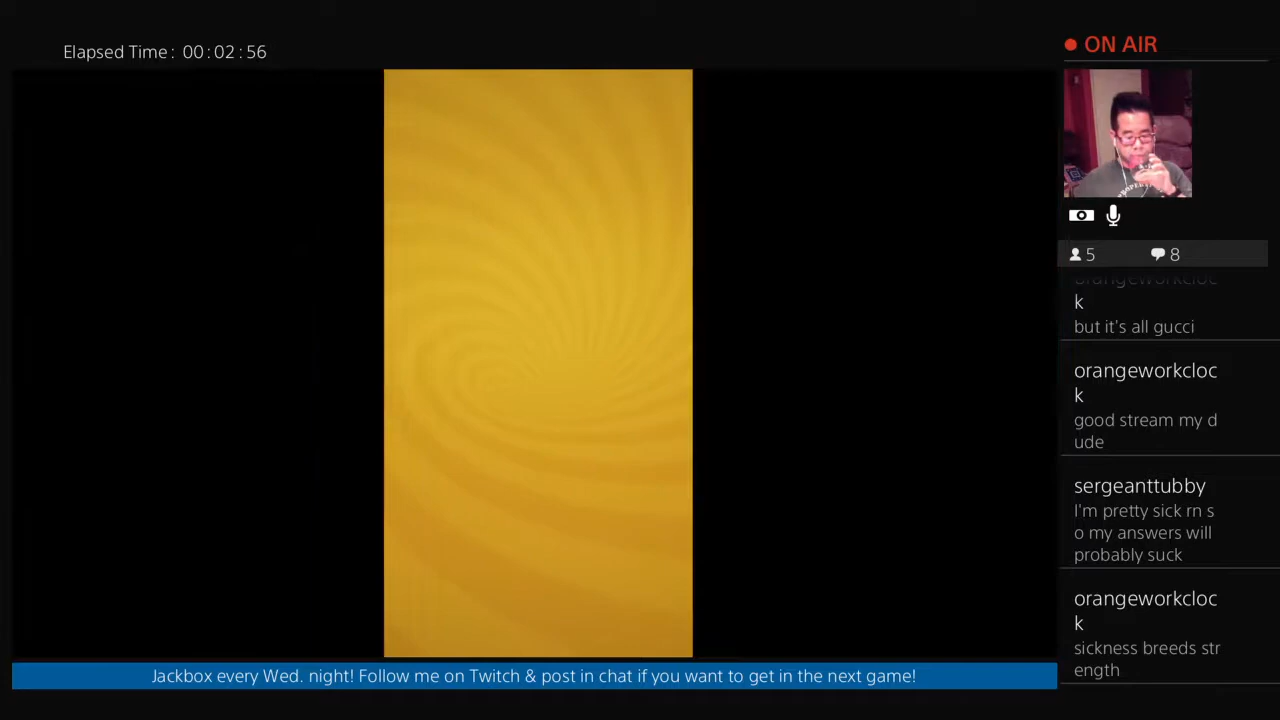 Elapsed Time: 00:02:56
ON AIR
5 8
orangeworkcloc
k
but it's all gucci
orangeworkcloc
k
good stream my d
ude
sergeanttubby
I'm pretty sick rn s
o my answers will
probably suck
orangeworkcloc
k
sickness breeds str
ength
Jackbox every Wed. night! Follow me on Twitch & post in chat if you want to get in the next game!